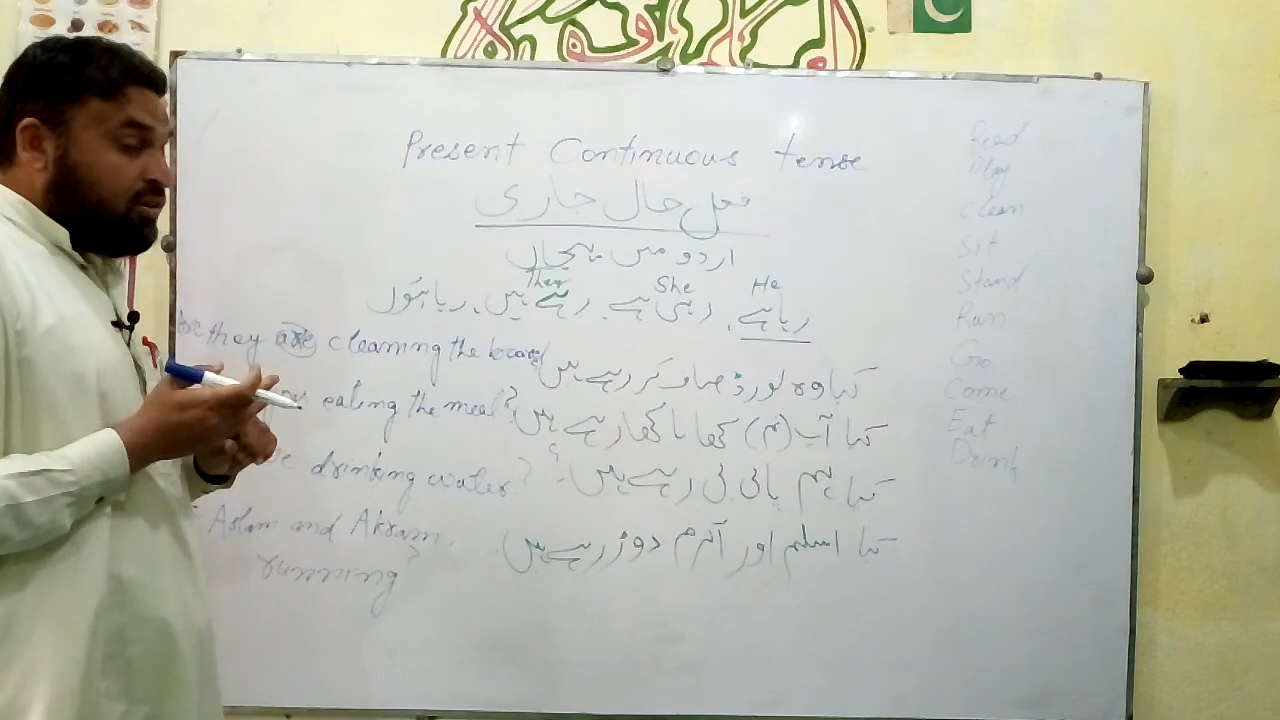 Present Continuous tense
فعل حال جاری
اردو میں پہچان
He She They
رہا ہے، رہی ہے، رہے ہیں، رہا ہوں
Are they are cleaning the board
کیا وہ بورڈ صاف کر رہے ہیں
you eating the meal?
کیا آپ (تم) کھانا کھا رہے ہیں
we drinking water?
کیا ہم پانی پی رہے ہیں؟
Aslam and Akram
running?
کیا اسلم اور اکرم دوڑ رہے ہیں
Read
Play
Clean
Sit
Stand
Run
Go
Come
Eat
Drink